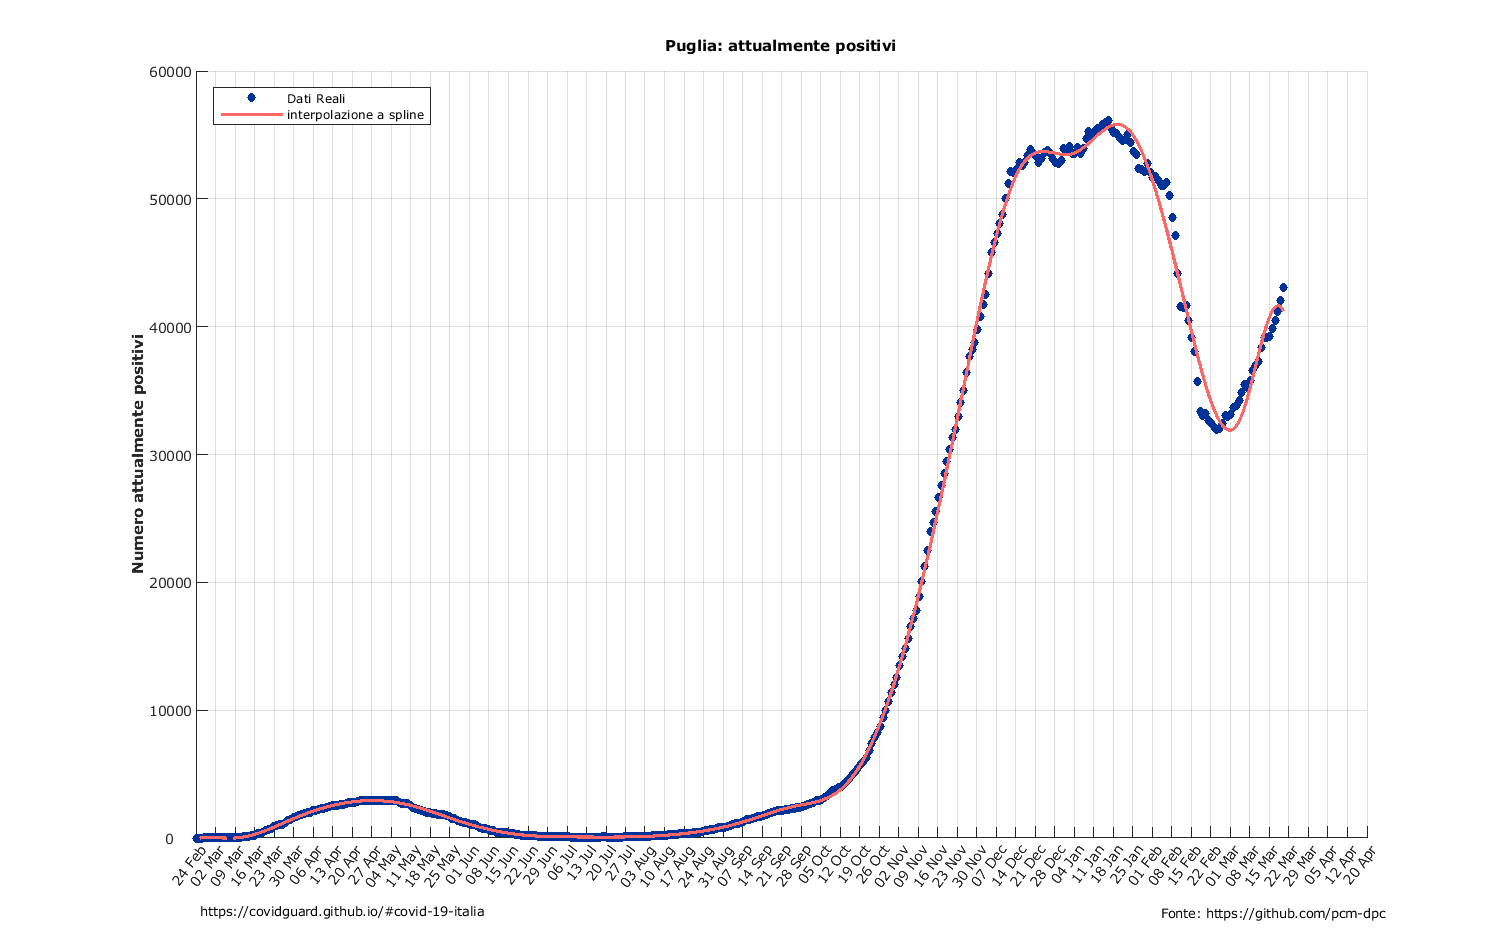 Puglia: attualmente positivi
60000
Dati Reali
interpolazione a spline
50000
40000
Numero attualmente positivi
30000
20000
10000
0
24 Feb
02 Mar
09 Mar
16 Mar
23 Mar
30 Mar
06 Apr
13 Apr
20 Apr
27 Apr
04 May
11 May
18 May
25 May
01 Jun
08 Jun
15 Jun
22 Jun
29 Jun
06 Jul
13 Jul
20 Jul
27 Jul
03 Aug
10 Aug
17 Aug
24 Aug
31 Aug
07 Sep
14 Sep
21 Sep
28 Sep
05 Oct
12 Oct
19 Oct
26 Oct
02 Nov
09 Nov
16 Nov
23 Nov
30 Nov
07 Dec
14 Dec
21 Dec
28 Dec
04 Jan
11 Jan
18 Jan
25 Jan
01 Feb
08 Feb
15 Feb
22 Feb
01 Mar
08 Mar
15 Mar
22 Mar
29 Mar
05 Apr
12 Apr
20 Apr
https://covidguard.github.io/#covid-19-italia
Fonte: https://github.com/pcm-dpc